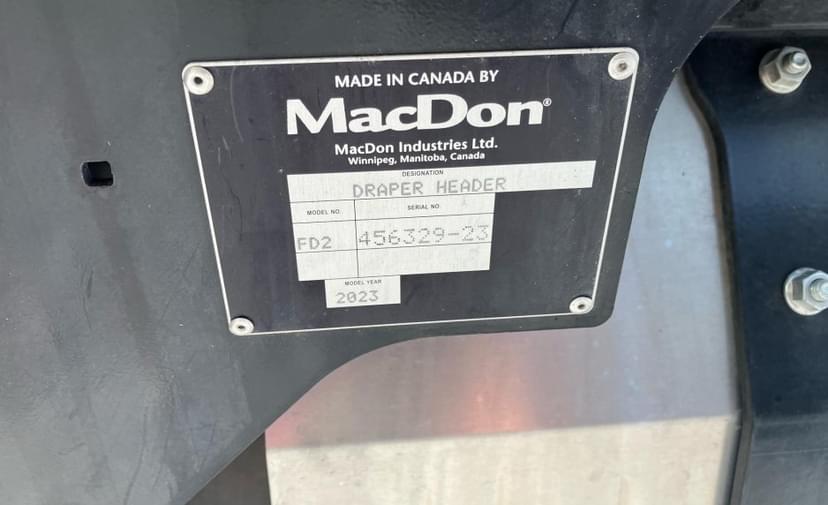 MADE IN CANADA BY
MacDon®
MacDon Industries Ltd.
Winnipeg, Manitoba, Canada
DESIGNATION
DRAPER HEADER
MODEL NO. SERIAL NO.
FD2 456329-23
MODEL YEAR
2023